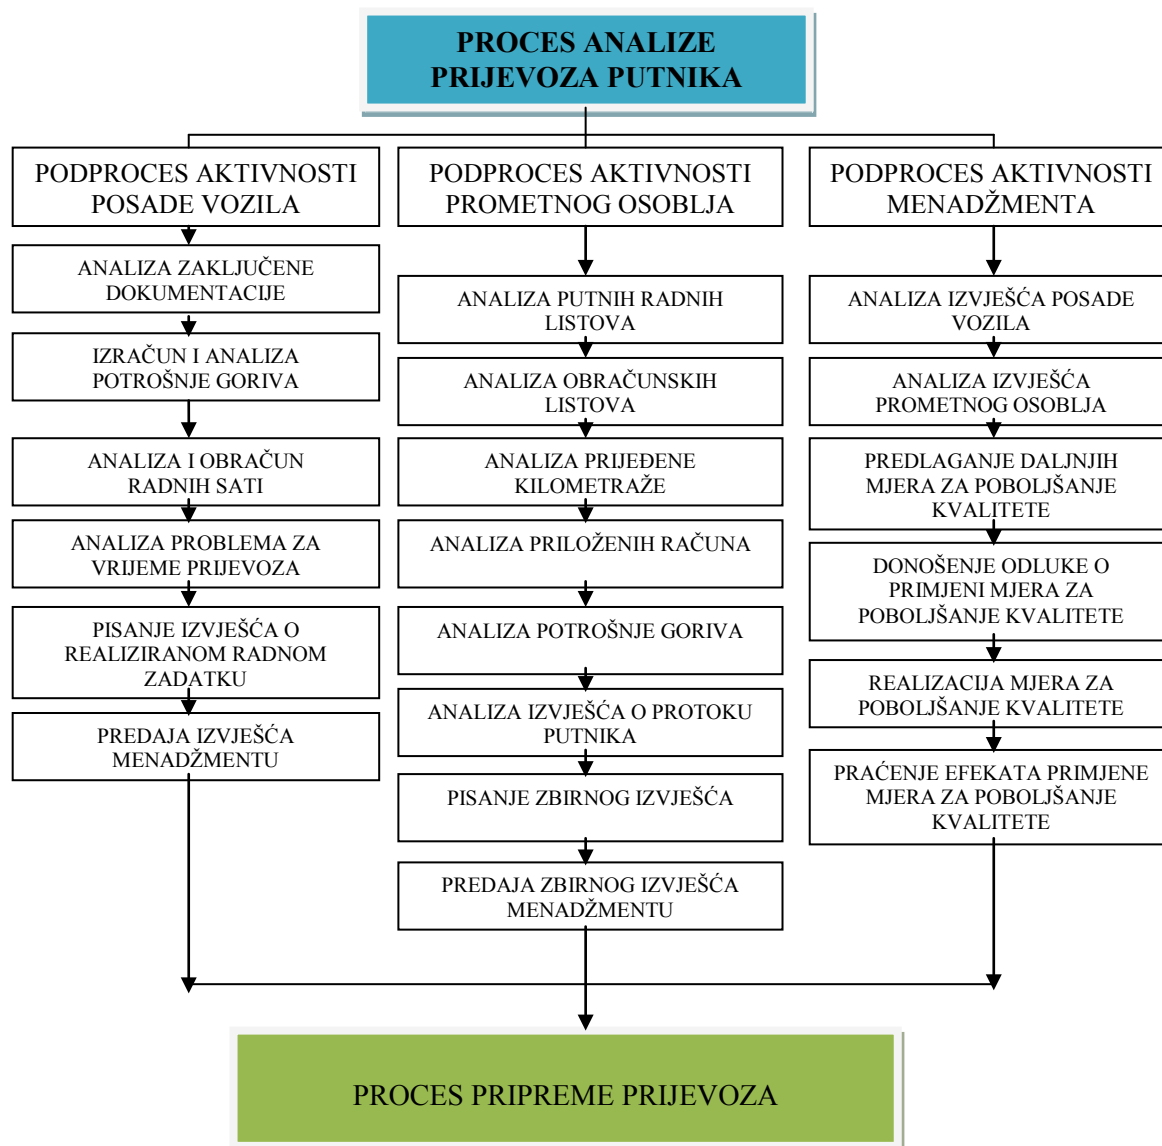 PROCES ANALIZE
PRIJEVOZA PUTNIKA
PODPROCES AKTIVNOSTI
POSADE VOZILA
ANALIZA ZAKLJUČENE
DOKUMENTACIJE
IZRAČUN I ANALIZA
POTROŠNJE GORIVA
ANALIZA I OBRAČUN
RADNIH SATI
ANALIZA PROBLEMA ZA
VRIJEME PRIJEVOZA
PISANJE IZVJEŠĆA O
REALIZIRANOM RADNOM
ZADATKU
PREDAJA IZVJEŠĆA
MENADŽMENTU
PODPROCES AKTIVNOSTI
PROMETNOG OSOBLJA
ANALIZA PUTNIH RADNIH
LISTOVA
ANALIZA OBRAČUNSKIH
LISTOVA
ANALIZA PRIJEĐENE
KILOMETRAŽE
ANALIZA PRILOŽENIH RAČUNA
ANALIZA POTROŠNJE GORIVA
ANALIZA IZVJEŠĆA O PROTOKU
PUTNIKA
PISANJE ZBIRNOG IZVJEŠĆA
PREDAJA ZBIRNOG IZVJEŠĆA
MENADŽMENTU
PODPROCES AKTIVNOSTI
MENADŽMENTA
ANALIZA IZVJEŠĆA POSADE
VOZILA
ANALIZA IZVJEŠĆA
PROMETNOG OSOBLJA
PREDLAGANJE DALJNJIH
MJERA ZA POBOLJŠANJE
KVALITETE
DONOŠENJE ODLUKE O
PRIMJENI MJERA ZA
POBOLJŠANJE KVALITETE
REALIZACIJA MJERA ZA
POBOLJŠANJE KVALITETE
PRAĆENJE EFEKATA PRIMJENE
MJERA ZA POBOLJŠANJE
KVALITETE
PROCES PRIPREME PRIJEVOZA